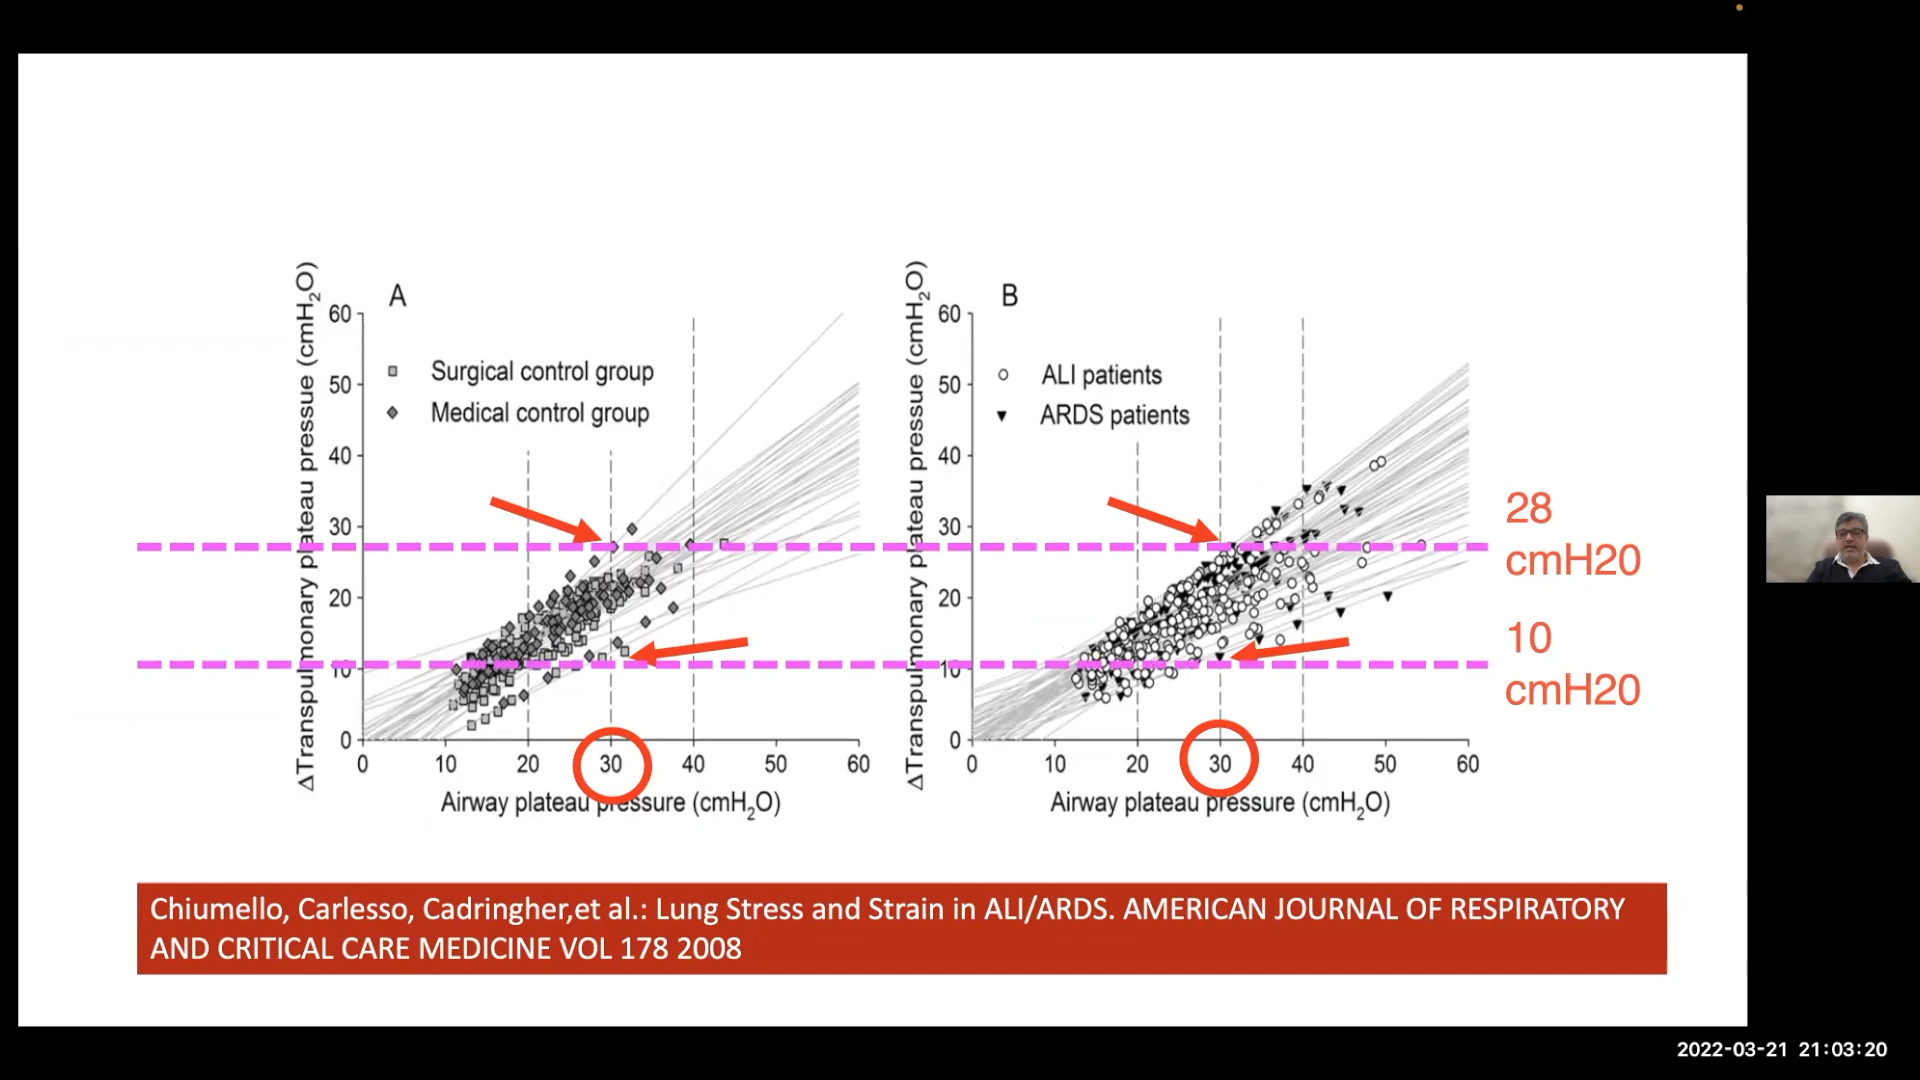 A
ΔTranspulmonary plateau pressue (cmH₂O)
60
50
40
30
20
10
0
Surgical control group
Medical control group
0 10 20 30 40 50 60
Airway plateau pressure (cmH₂O)
B
ΔTranspulmonary plateau pressue (cmH₂O)
60
50
40
30
20
10
0
ALI patients
ARDS patients
0 10 20 30 40 50 60
Airway plateau pressure (cmH₂O)
28
cmH20
10
cmH20
Chiumello, Carlesso, Cadringher,et al.: Lung Stress and Strain in ALI/ARDS. AMERICAN JOURNAL OF RESPIRATORY
AND CRITICAL CARE MEDICINE VOL 178 2008
2022-03-21 21:03:20